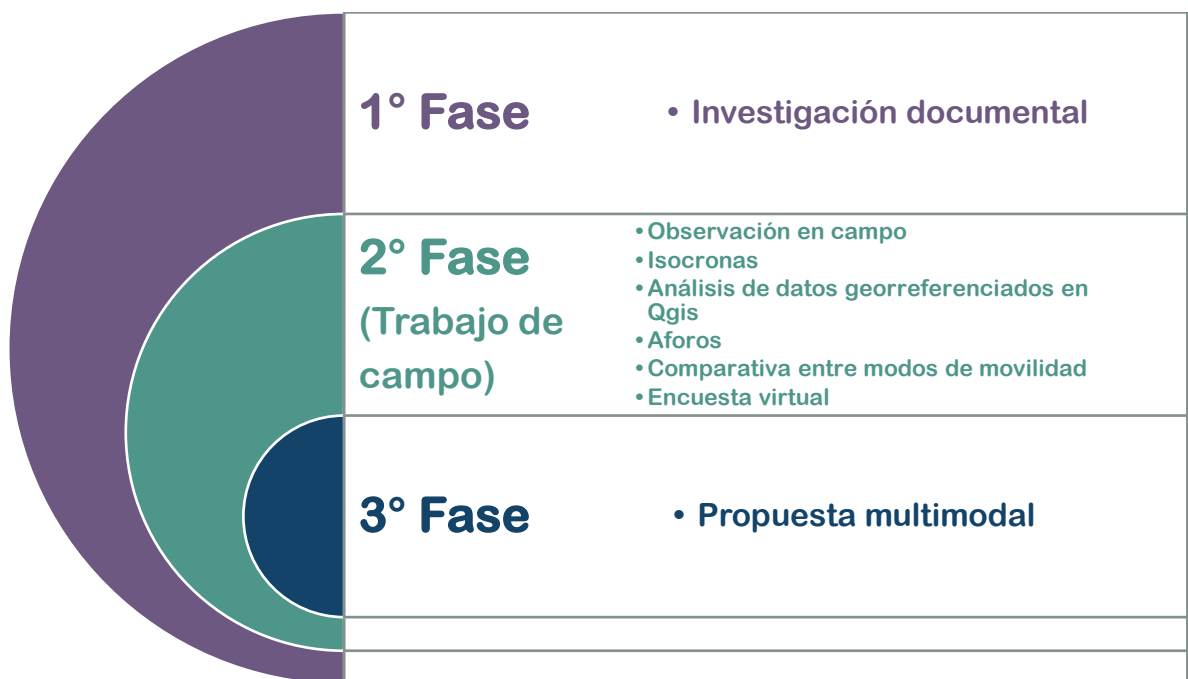 1° Fase
• Investigación documental
2° Fase
(Trabajo de
campo)
• Observación en campo
• Isocronas
• Análisis de datos georreferenciados en
Qgis
• Aforos
• Comparativa entre modos de movilidad
• Encuesta virtual
3° Fase
• Propuesta multimodal